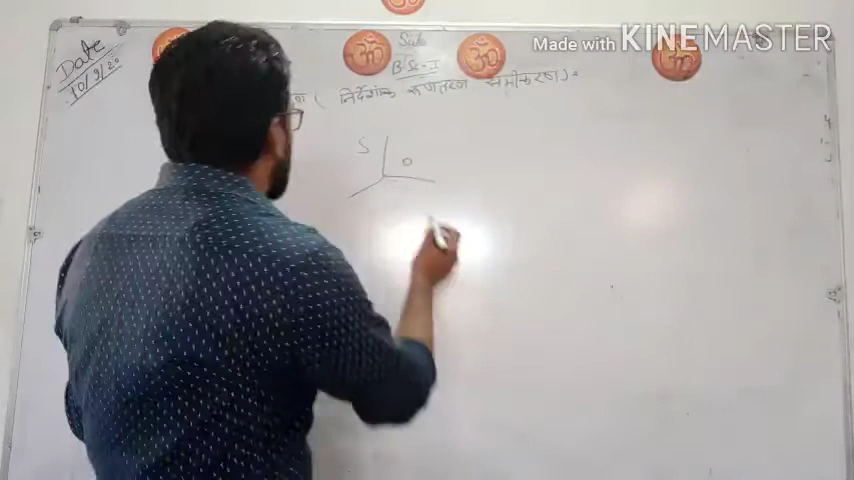 Made with KINEMASTER
Date
10/9/20
Sub
B.Sc-I
( निर्देशांक रूपांतरण समीकरण ):
S
O